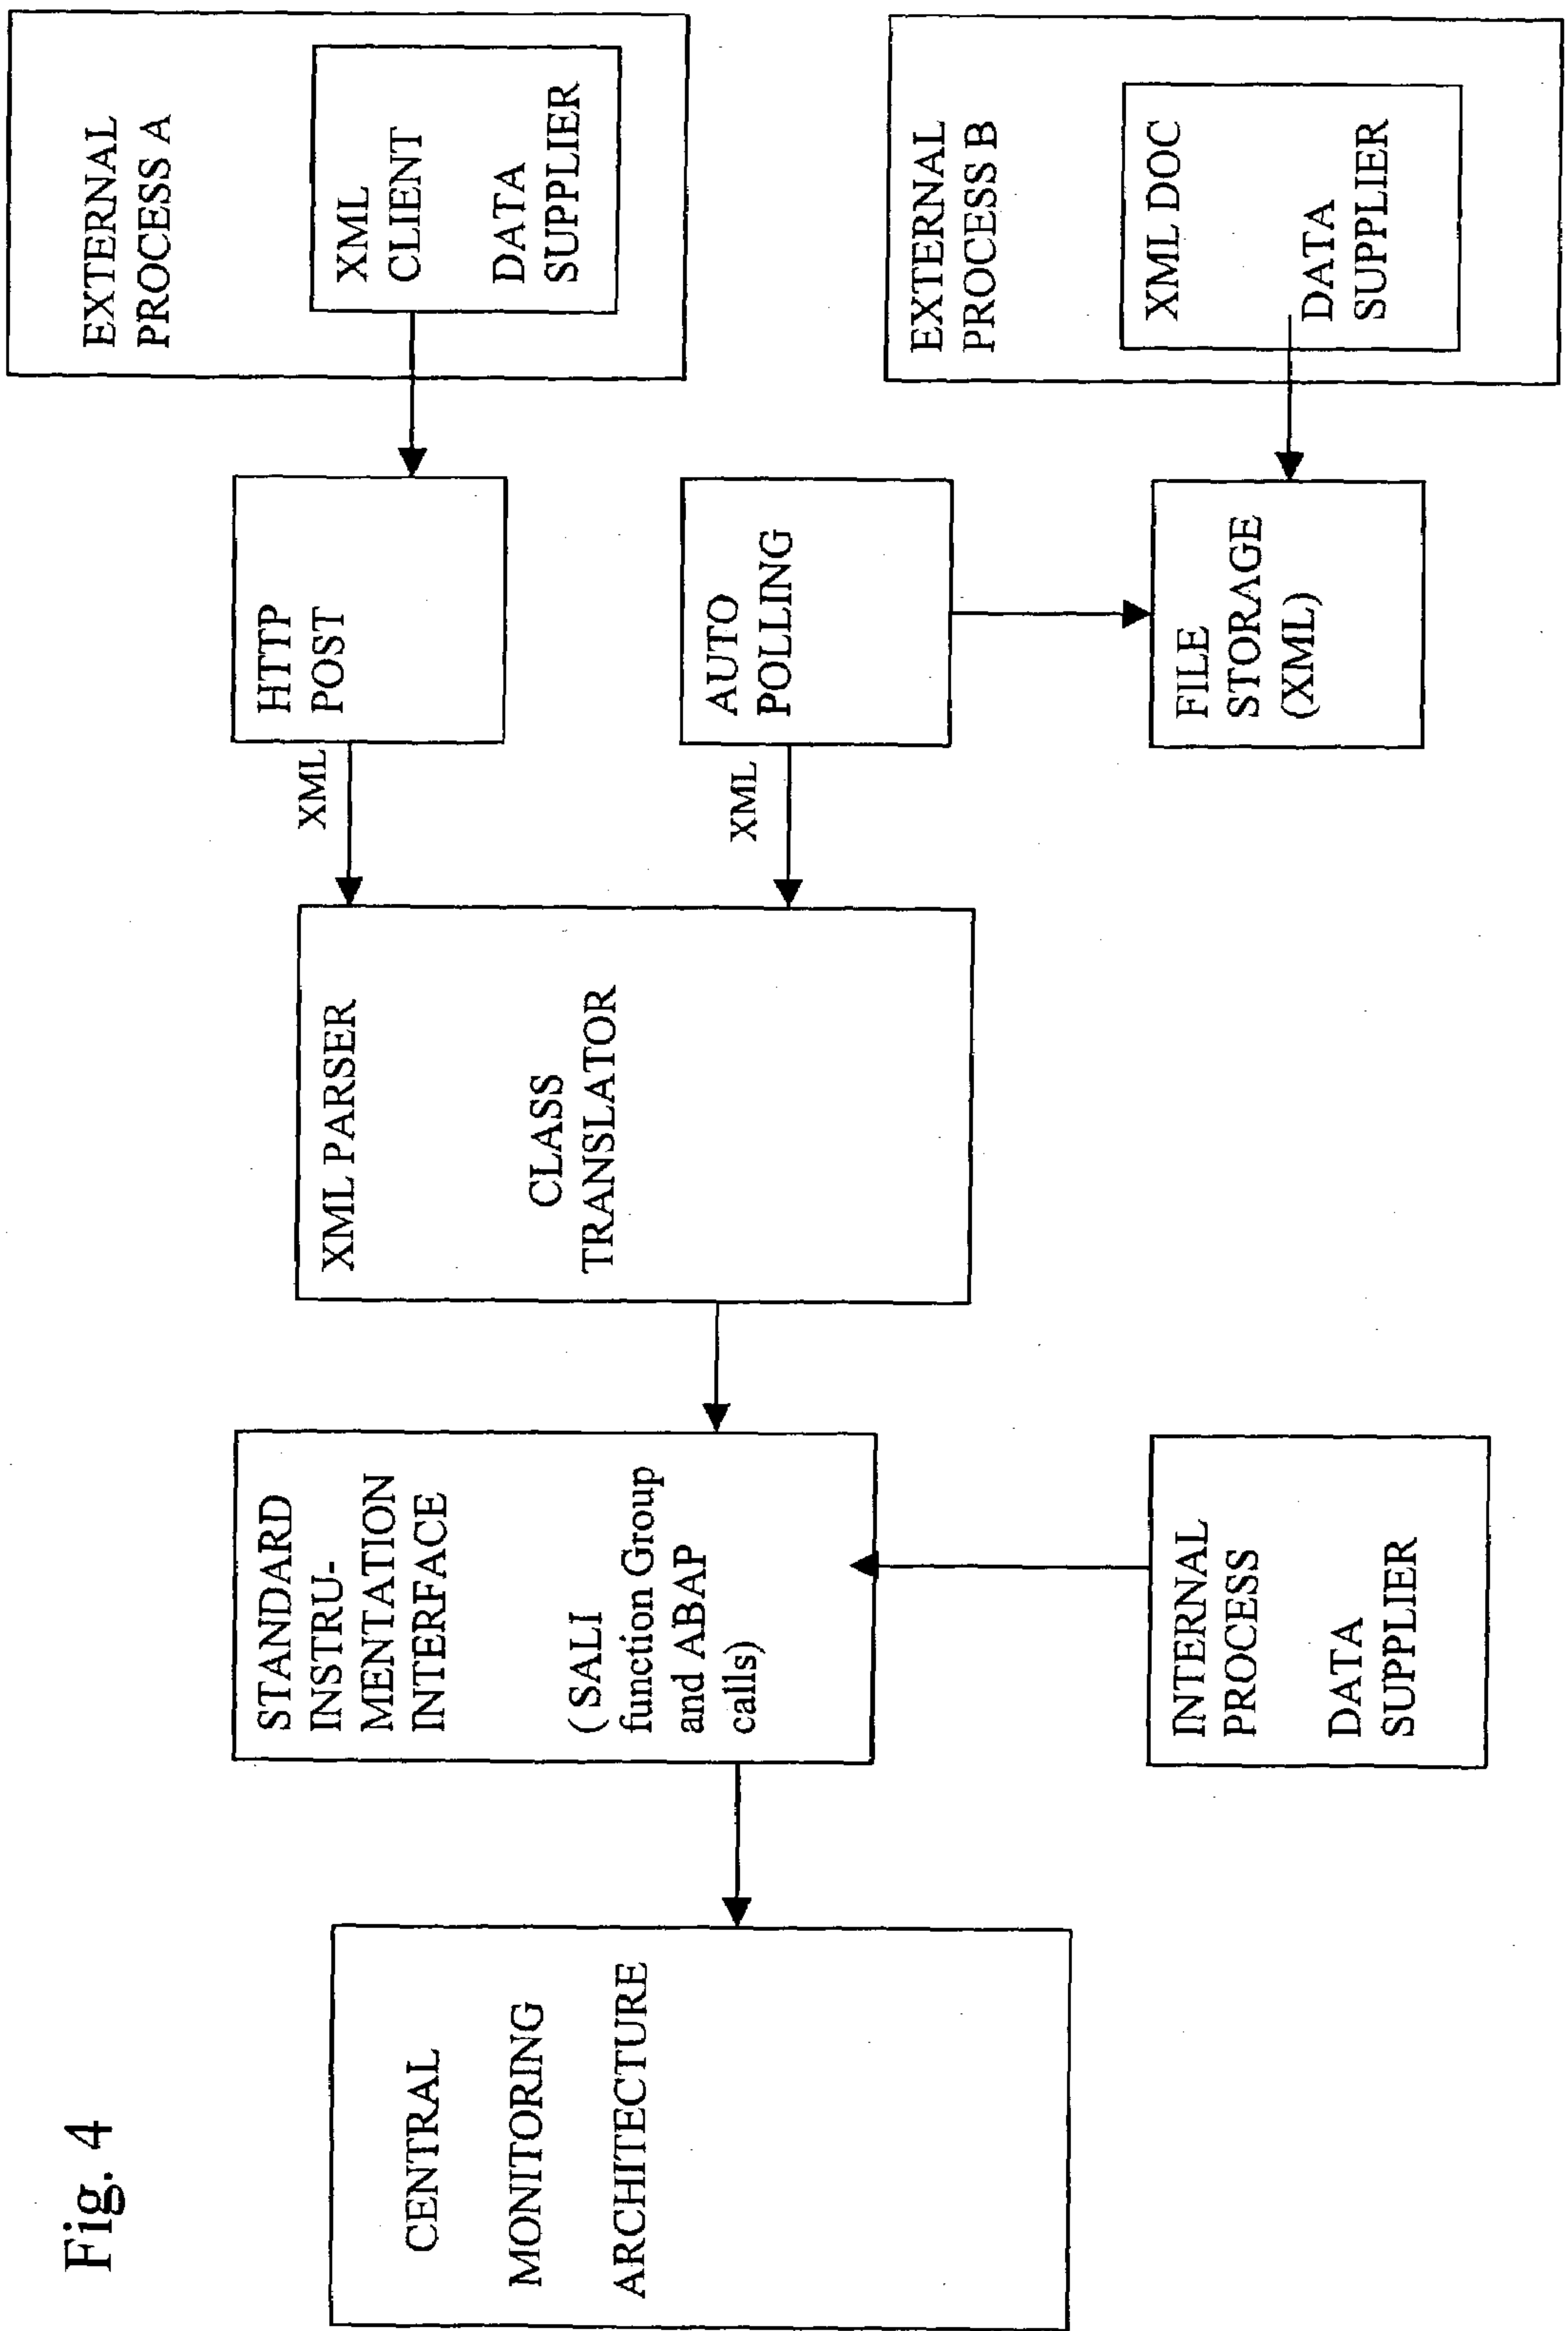 Fig. 4
CENTRAL
MONITORING
ARCHITECTURE
STANDARD
INSTRU-
MENTATION
INTERFACE
(SALI
function Group
and ABAP
calls)
INTERNAL
PROCESS
DATA
SUPPLIER
XML PARSER
CLASS
TRANSLATOR
XML
XML
HTTP
POST
AUTO
POLLING
FILE
STORAGE
(XML)
EXTERNAL
PROCESS A
XML
CLIENT
DATA
SUPPLIER
EXTERNAL
PROCESS B
XML DOC
DATA
SUPPLIER